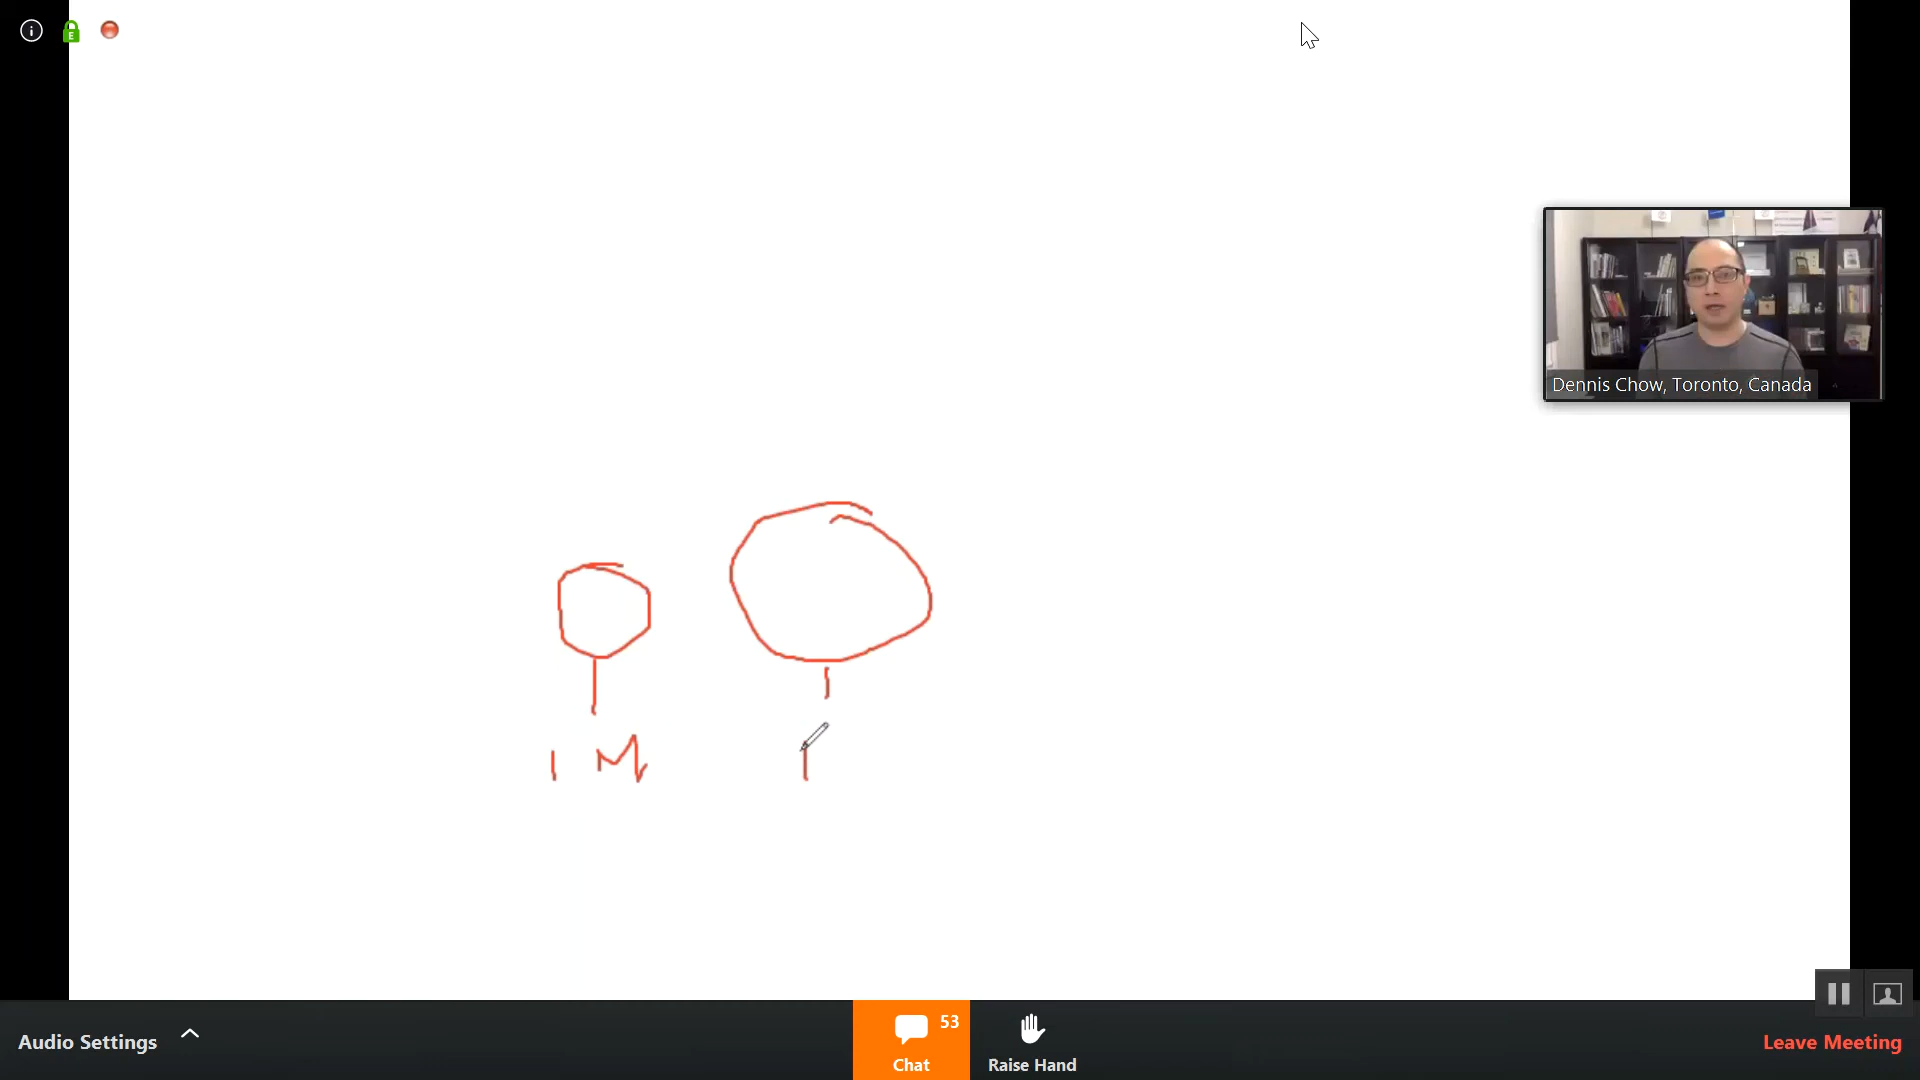 E
Dennis Chow, Toronto, Canada
1 M
1
Audio Settings
53
Chat
Raise Hand
Leave Meeting